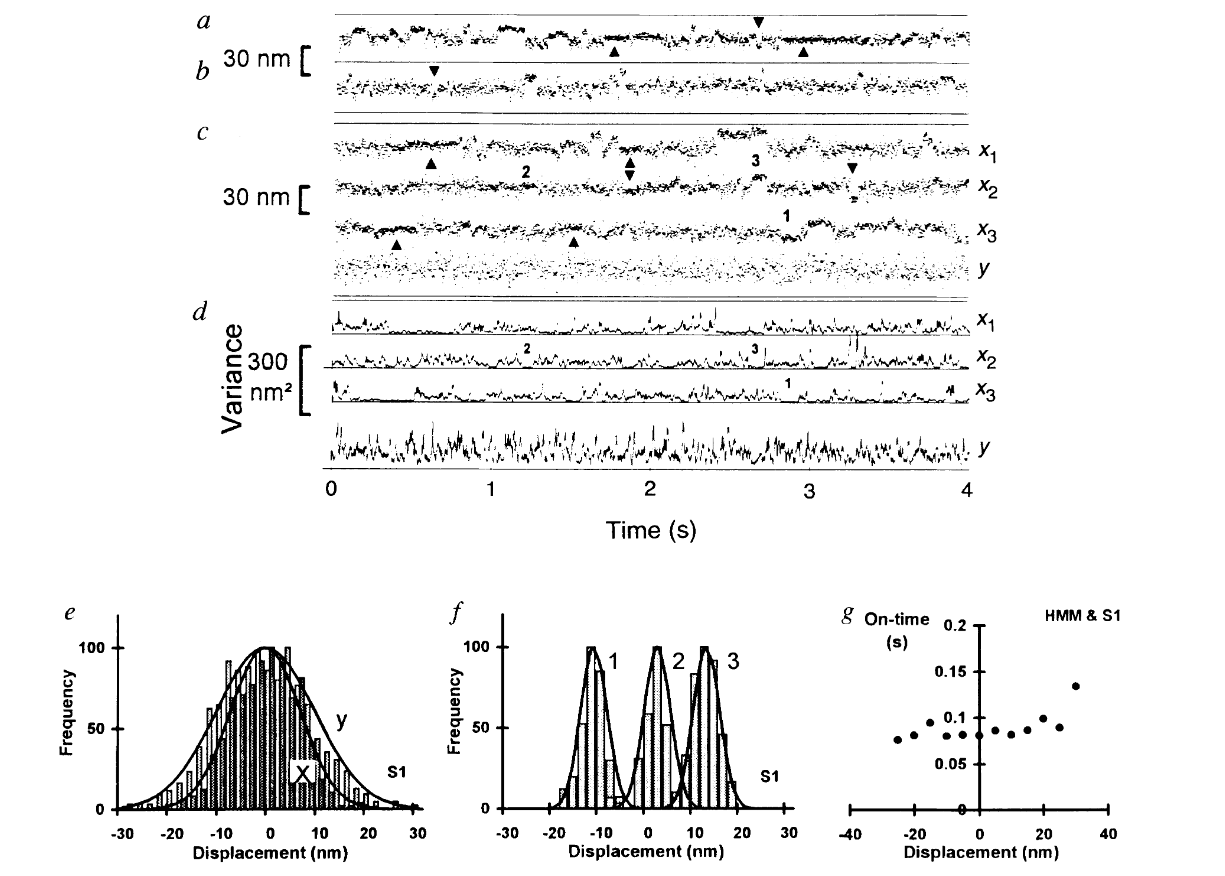 a
30 nm
b
c
x1
2
3
30 nm
x2
1
x3
y
d
x1
Variance
300 nm²
2
3
x2
1
x3
y
0 1 2 3 4
Time (s)
e
Frequency
100
50
0
y
X
S1
-30 -20 -10 0 10 20 30
Displacement (nm)
f
Frequency
100
50
0
1 2 3
S1
-30 -20 -10 0 10 20 30
Displacement (nm)
g
On-time (s)
HMM & S1
0.2
0.15
0.1
0.05
0
-40 -20 0 20 40
Displacement (nm)